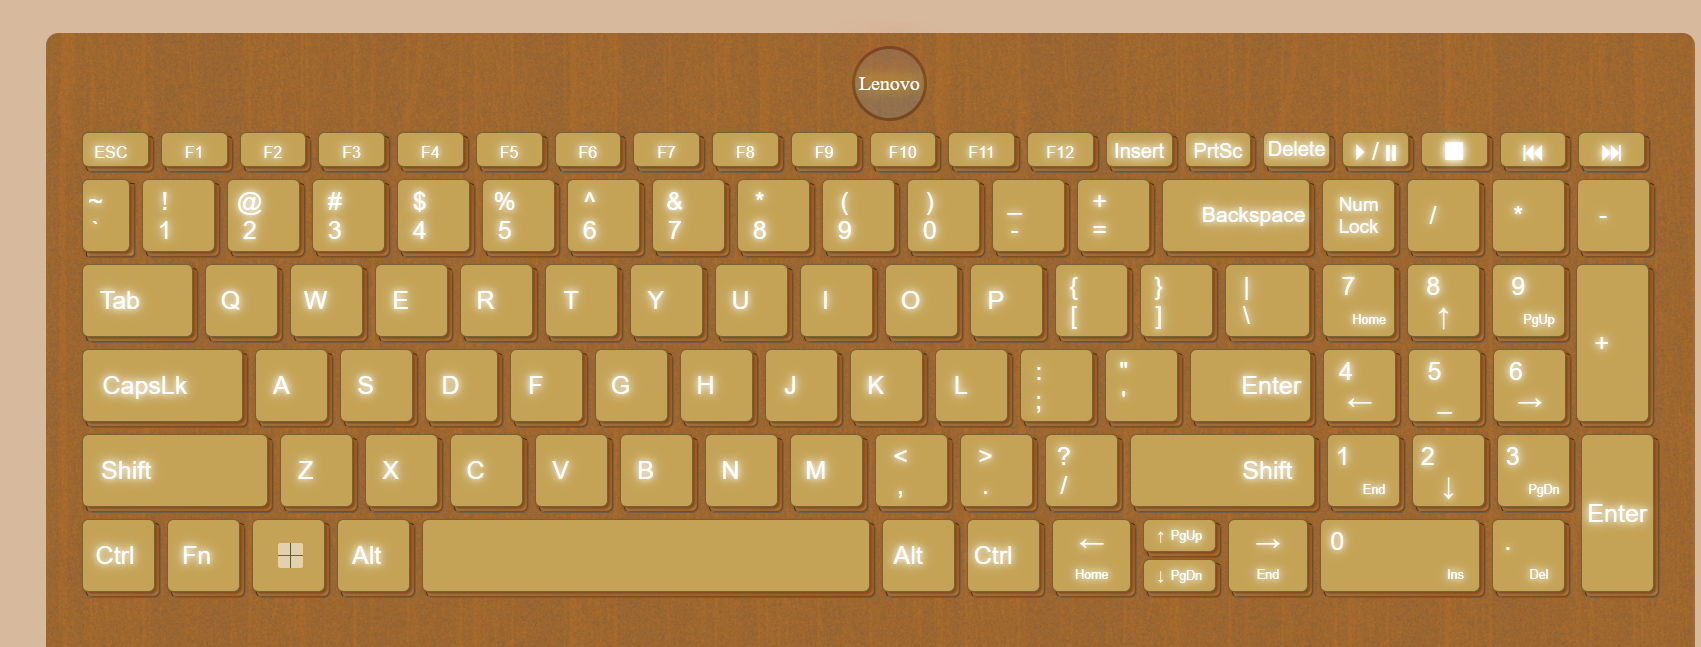 Lenovo
ESC F1 F2 F3 F4 F5 F6 F7 F8 F9 F10 F11 F12 Insert PrtSc Delete /
~ ! @ # $ % ^ & * ( ) _ +
` 1 2 3 4 5 6 7 8 9 0 - = Backspace Num Lock / * -
Tab Q W E R T Y U I O P { } | 7 8 9
[ ] \ Home ↑ PgUp
+
CapsLk A S D F G H J K L : " Enter 4 5 6
; ' ← _ →
Shift Z X C V B N M < > ? Shift 1 2 3
, . / End ↓ PgDn
Enter
Ctrl Fn Alt Alt Ctrl ← ↑ PgUp → 0 .
Home ↓ PgDn End Ins Del